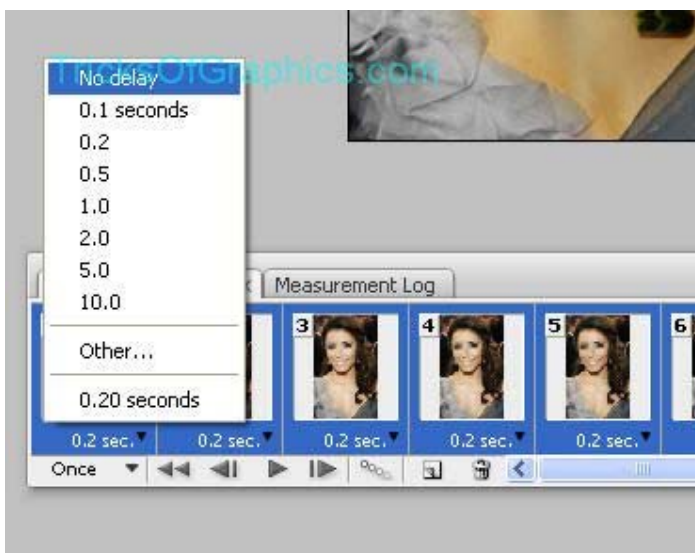 TricksOfGraphics.com
No delay
0.1 seconds
0.2
0.5
1.0
2.0
5.0
10.0
Other...
0.20 seconds
Measurement Log
3 4 5 6
0.2 sec. 0.2 sec. 0.2 sec. 0.2 sec. 0.2 sec.
Once